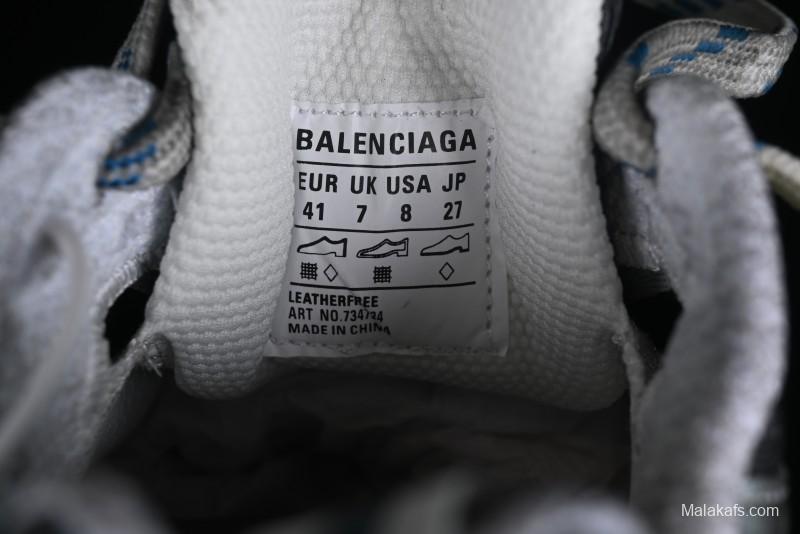 BALENCIAGA
EUR UK USA JP
41 7 8 27
LEATHERFREE
ART NO.734734
MADE IN CHINA
Malakafs.com